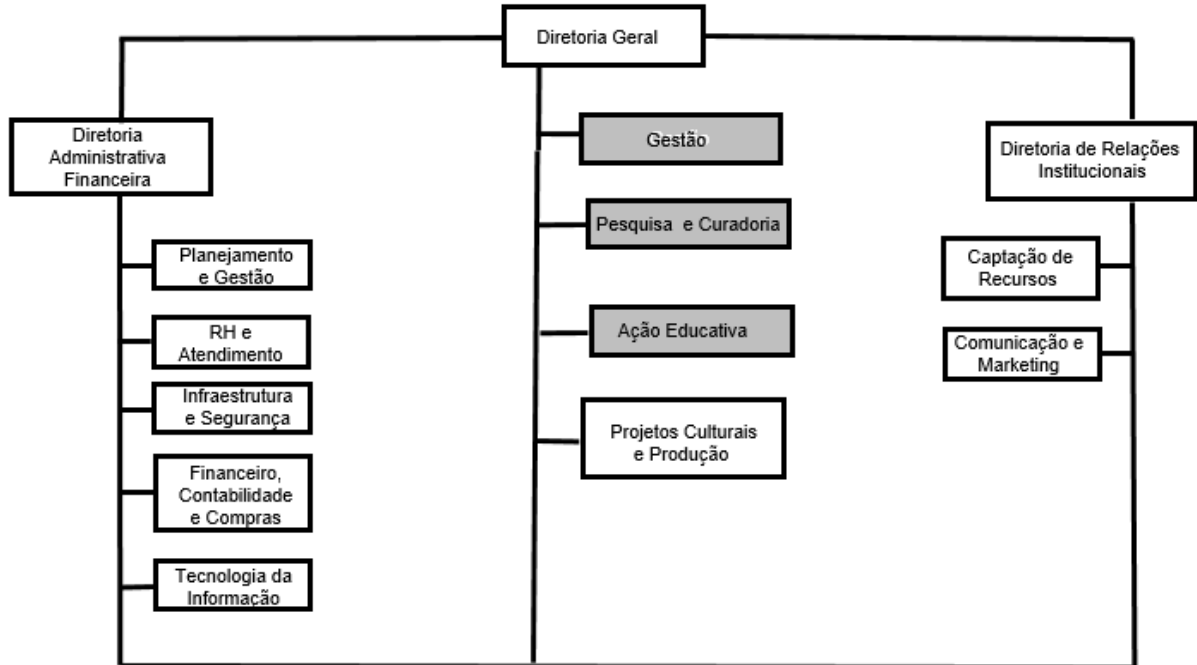 Diretoria Geral
Diretoria
Administrativa
Financeira
Planejamento
e Gestão
RH e
Atendimento
Infraestrutura
e Segurança
Financeiro,
Contabilidade
e Compras
Tecnologia da
Informação
Gestão
Pesquisa e Curadoria
Ação Educativa
Projetos Culturais
e Produção
Diretoria de Relações
Institucionais
Captação de
Recursos
Comunicação e
Marketing